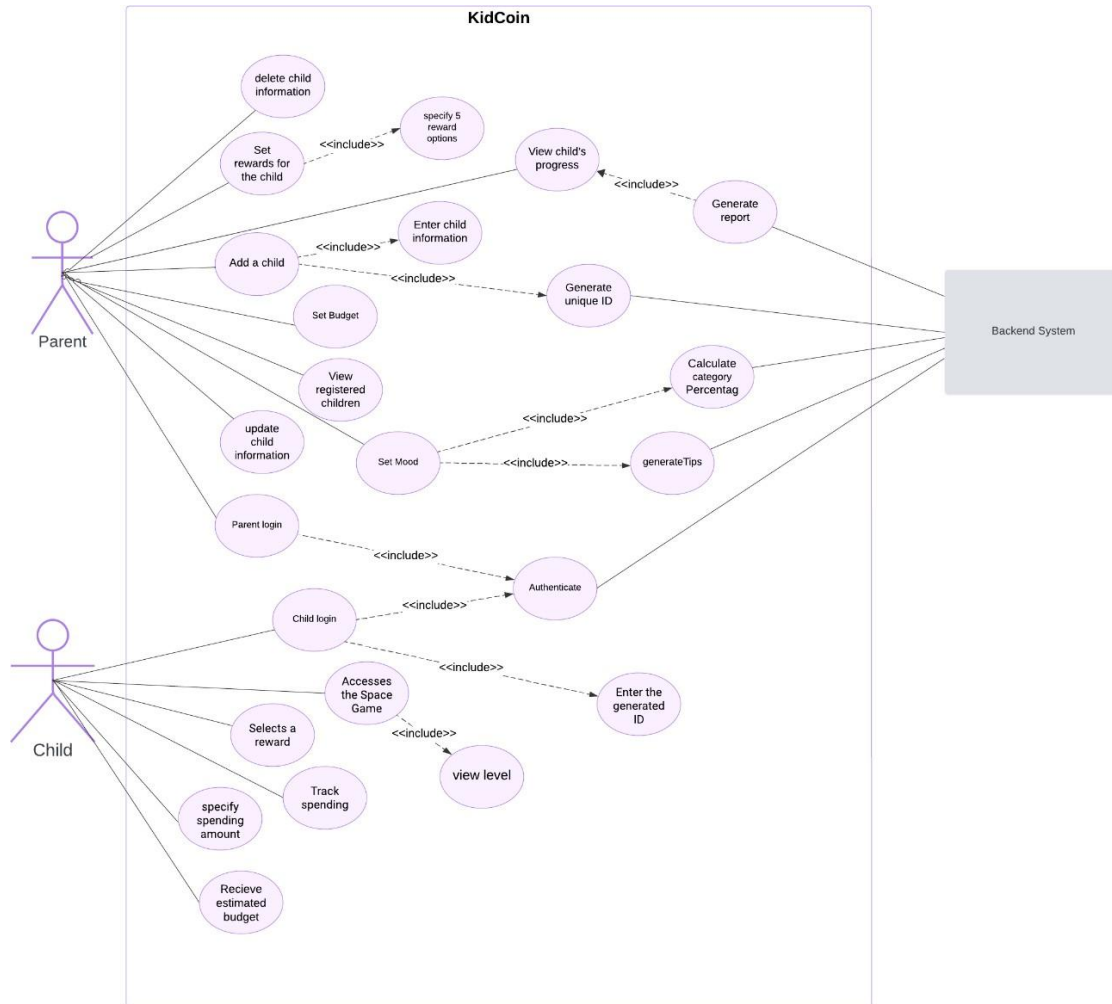 KidCoin
delete child
information
specify 5
reward
options
<<include>>
Set
rewards for
the child
View child's
progress
<<include>>
Generate
report
Enter child
information
<<include>>
Add a child
<<include>>
Generate
unique ID
Set Budget
Backend System
Parent
View
registered
children
Calculate
category
Percentag
<<include>>
update
child
information
Set Mood
<<include>>
generateTips
Parent login
<<include>>
Authenticate
<<include>>
Child login
<<include>>
Accesses
the Space
Game
Enter the
generated
ID
<<include>>
Selects a
reward
Child
view level
Track
spending
specify
spending
amount
Recieve
estimated
budget